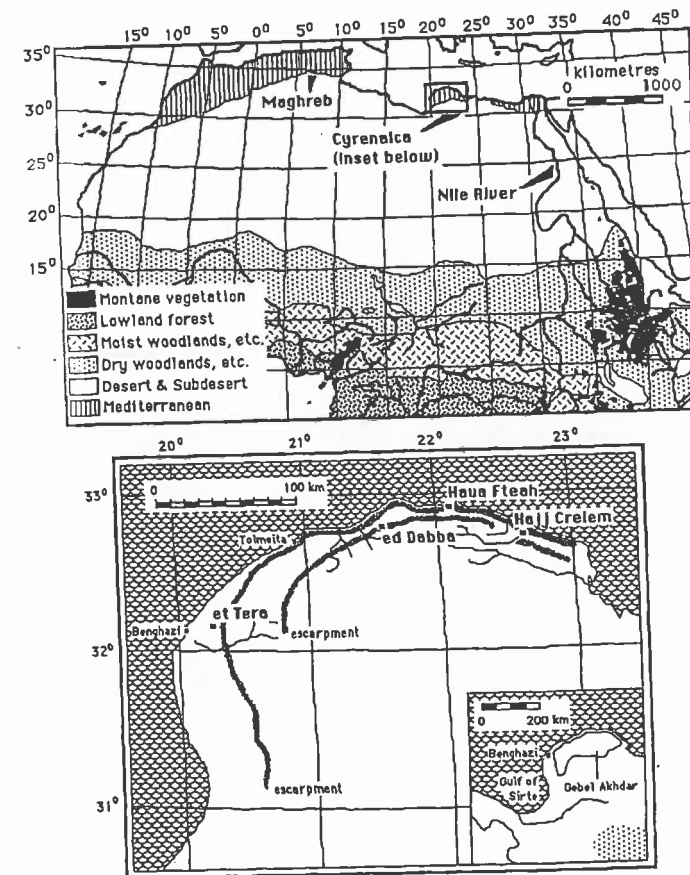 15° 10° 5° 0° 5° 10° 15° 20° 25° 30° 35° 40° 45°
35°
30°
25°
20°
15°
Kilometres
0 1000
Maghreb
Cyrenaica
(inset below)
Nile River
Montane vegetation
Lowland forest
Moist woodlands, etc.
Dry woodlands, etc.
Desert & Subdesert
Mediterranean
20° 21° 22° 23°
33°
32°
31°
0 100 km
Haua Fteah
Hajj Creiem
Tolmeita
ed Dabba
et Tera
Benghazi
escarpment
escarpment
0 200 km
Benghazi
Gulf of
Sirte
Gebel Akhdar